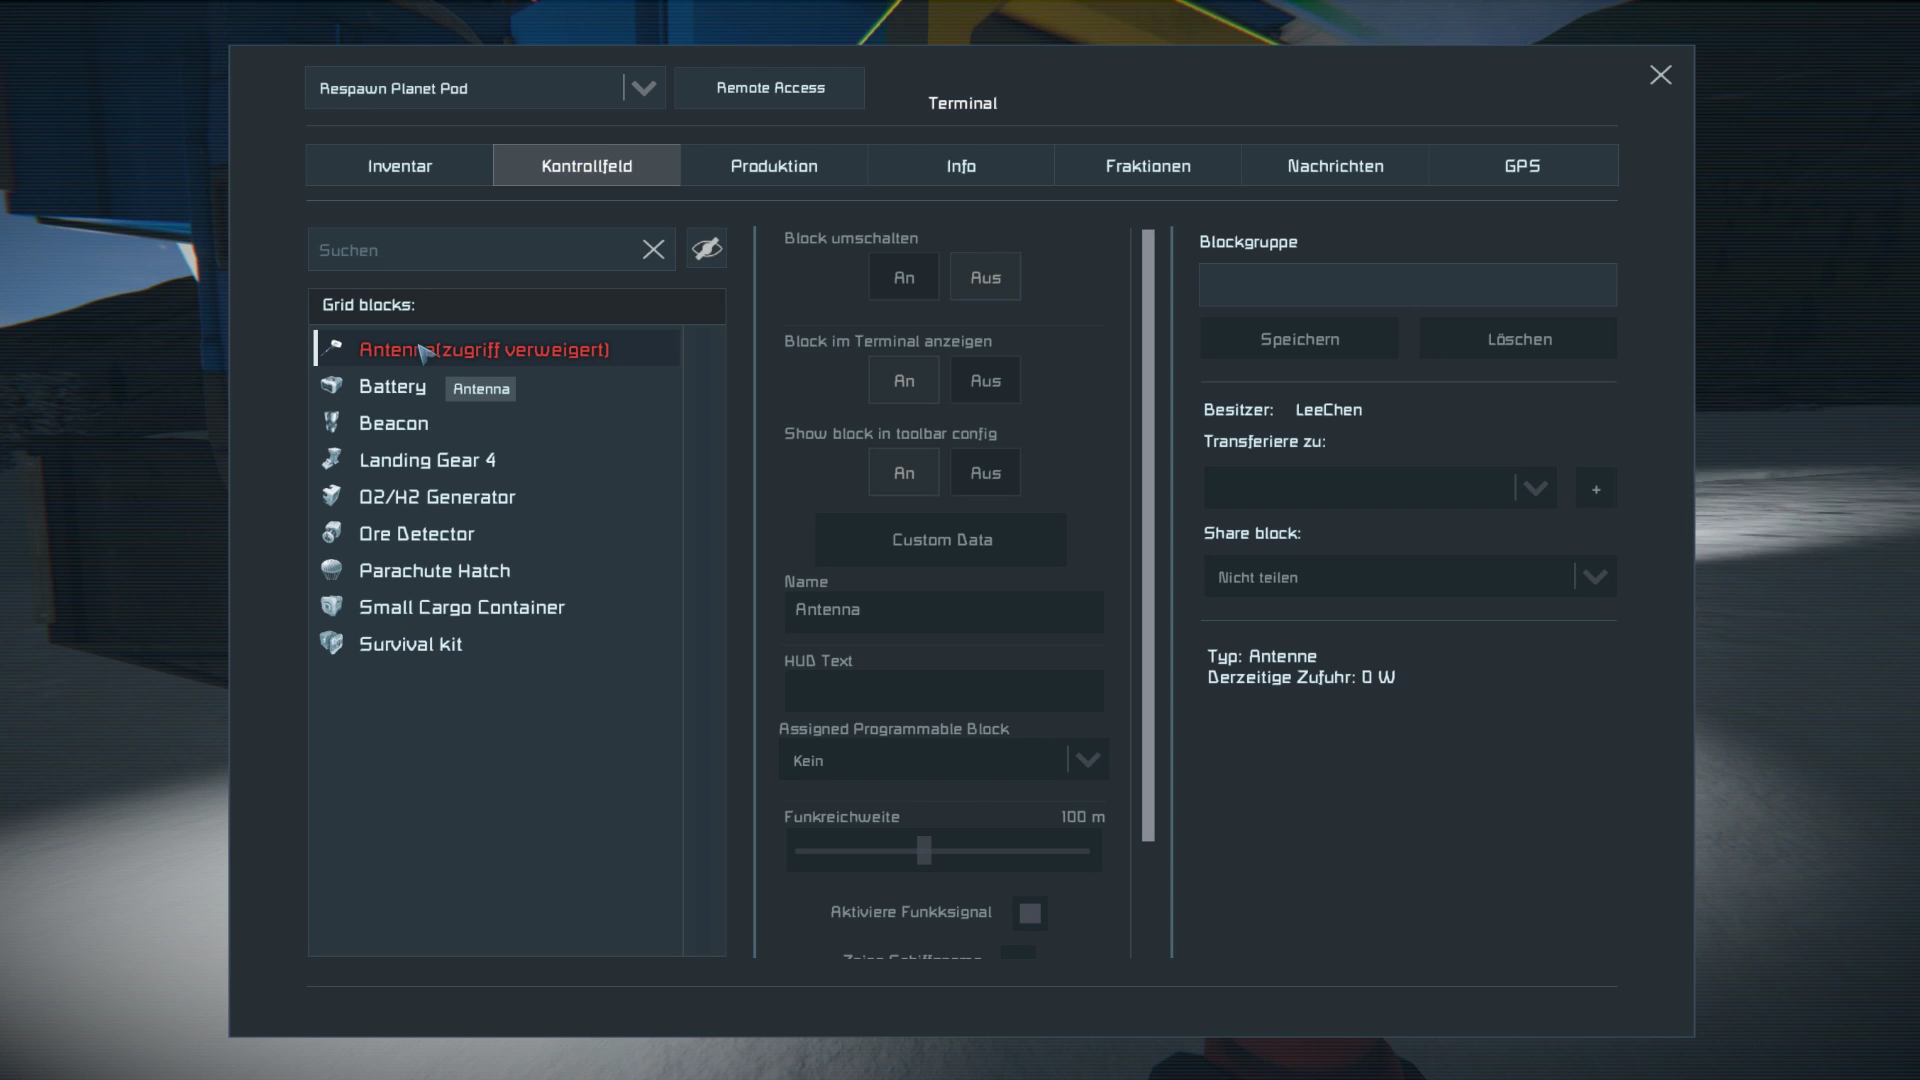 Respawn Planet Pod
Remote Access
Terminal
Inventar
Kontrollfeld
Produktion
Info
Fraktionen
Nachrichten
GPS
Suchen
Grid blocks:
Antenna(zugriff verweigert)
Battery
Antenna
Beacon
Landing Gear 4
O2/H2 Generator
Ore Detector
Parachute Hatch
Small Cargo Container
Survival kit
Block umschalten
An
Aus
Block im Terminal anzeigen
An
Aus
Show block in toolbar config
An
Aus
Custom Data
Name
Antenna
HUD Text
Assigned Programmable Block
Kein
Funkreichweite
100 m
Aktiviere Funkksignal
Blockgruppe
Speichern
Löschen
Besitzer: LeeChen
Transferiere zu:
+
Share block:
Nicht teilen
Typ: Antenne
Derzeitige Zufuhr: 0 W